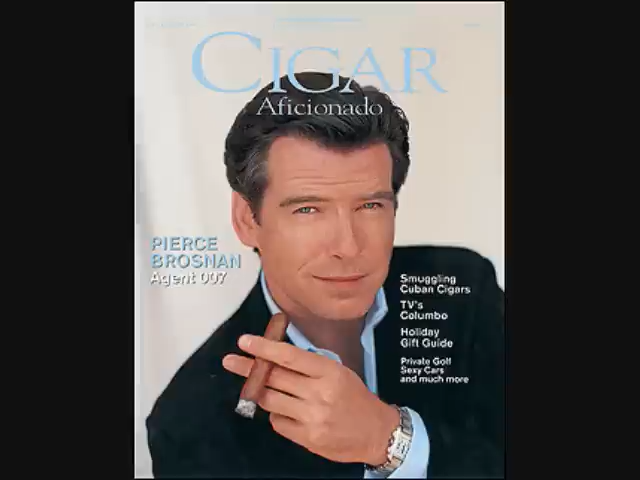 CIGAR
Aficionado
PIERCE
BROSNAN
Agent 007
Smuggling
Cuban Cigars
TV's
Columbo
Holiday
Gift Guide
Private Golf
Sexy Cars
and much more